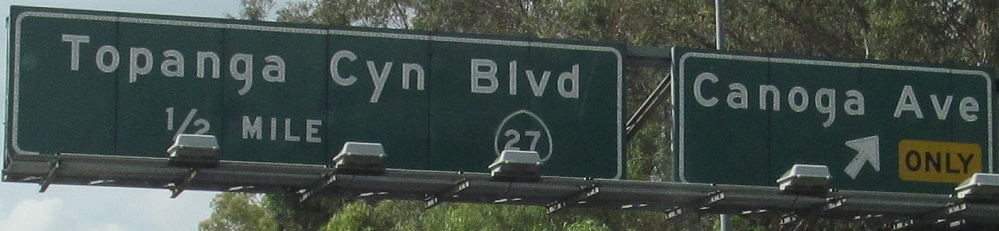 Topanga Cyn Blvd
1/2 MILE 27
Canoga Ave
ONLY